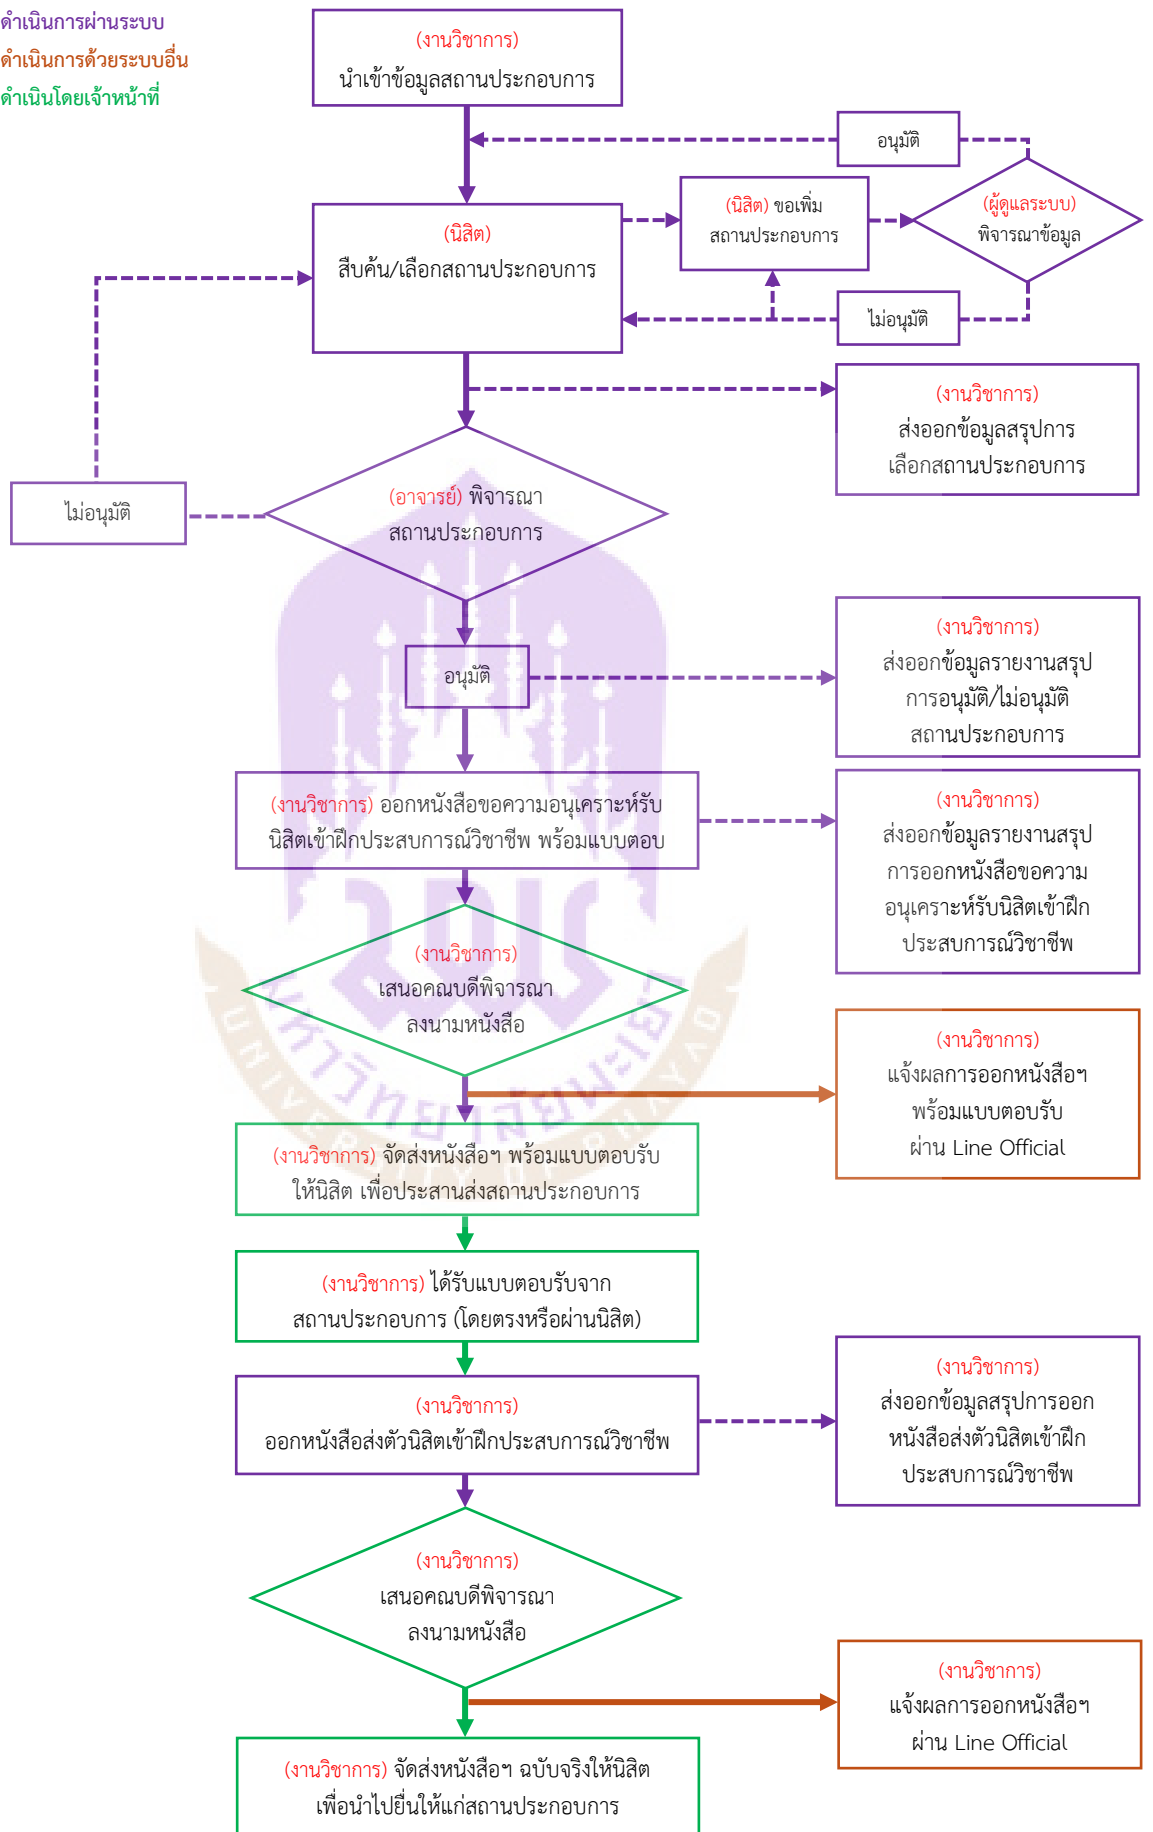 ดำเนินการผ่านระบบ
ดำเนินการด้วยระบบอื่น
ดำเนินโดยเจ้าหน้าที่
(งานวิชาการ)
นำเข้าข้อมูลสถานประกอบการ
อนุมัติ
(นิสิต) ขอเพิ่ม
สถานประกอบการ
(ผู้ดูแลระบบ)
พิจารณาข้อมูล
(นิสิต)
สืบค้น/เลือกสถานประกอบการ
ไม่อนุมัติ
(งานวิชาการ)
ส่งออกข้อมูลสรุปการ
เลือกสถานประกอบการ
ไม่อนุมัติ
(อาจารย์) พิจารณา
สถานประกอบการ
อนุมัติ
(งานวิชาการ)
ส่งออกข้อมูลรายงานสรุป
การอนุมัติ/ไม่อนุมัติ
สถานประกอบการ
(งานวิชาการ) ออกหนังสือขอความอนุเคราะห์รับ
นิสิตเข้าฝึกประสบการณ์วิชาชีพ พร้อมแบบตอบ
(งานวิชาการ)
ส่งออกข้อมูลรายงานสรุป
การออกหนังสือขอความ
อนุเคราะห์รับนิสิตเข้าฝึก
ประสบการณ์วิชาชีพ
(งานวิชาการ)
เสนอคณบดีพิจารณา
ลงนามหนังสือ
มหาวิทยาลัยพะเยา
UNIVERSITY OF PHAYAO
(งานวิชาการ)
แจ้งผลการออกหนังสือฯ
พร้อมแบบตอบรับ
ผ่าน Line Official
(งานวิชาการ) จัดส่งหนังสือฯ พร้อมแบบตอบรับ
ให้นิสิต เพื่อประสานส่งสถานประกอบการ
(งานวิชาการ) ได้รับแบบตอบรับจาก
สถานประกอบการ (โดยตรงหรือผ่านนิสิต)
(งานวิชาการ)
ออกหนังสือส่งตัวนิสิตเข้าฝึกประสบการณ์วิชาชีพ
(งานวิชาการ)
ส่งออกข้อมูลสรุปการออก
หนังสือส่งตัวนิสิตเข้าฝึก
ประสบการณ์วิชาชีพ
(งานวิชาการ)
เสนอคณบดีพิจารณา
ลงนามหนังสือ
(งานวิชาการ)
แจ้งผลการออกหนังสือฯ
ผ่าน Line Official
(งานวิชาการ) จัดส่งหนังสือฯ ฉบับจริงให้นิสิต
เพื่อนำไปยื่นให้แก่สถานประกอบการ